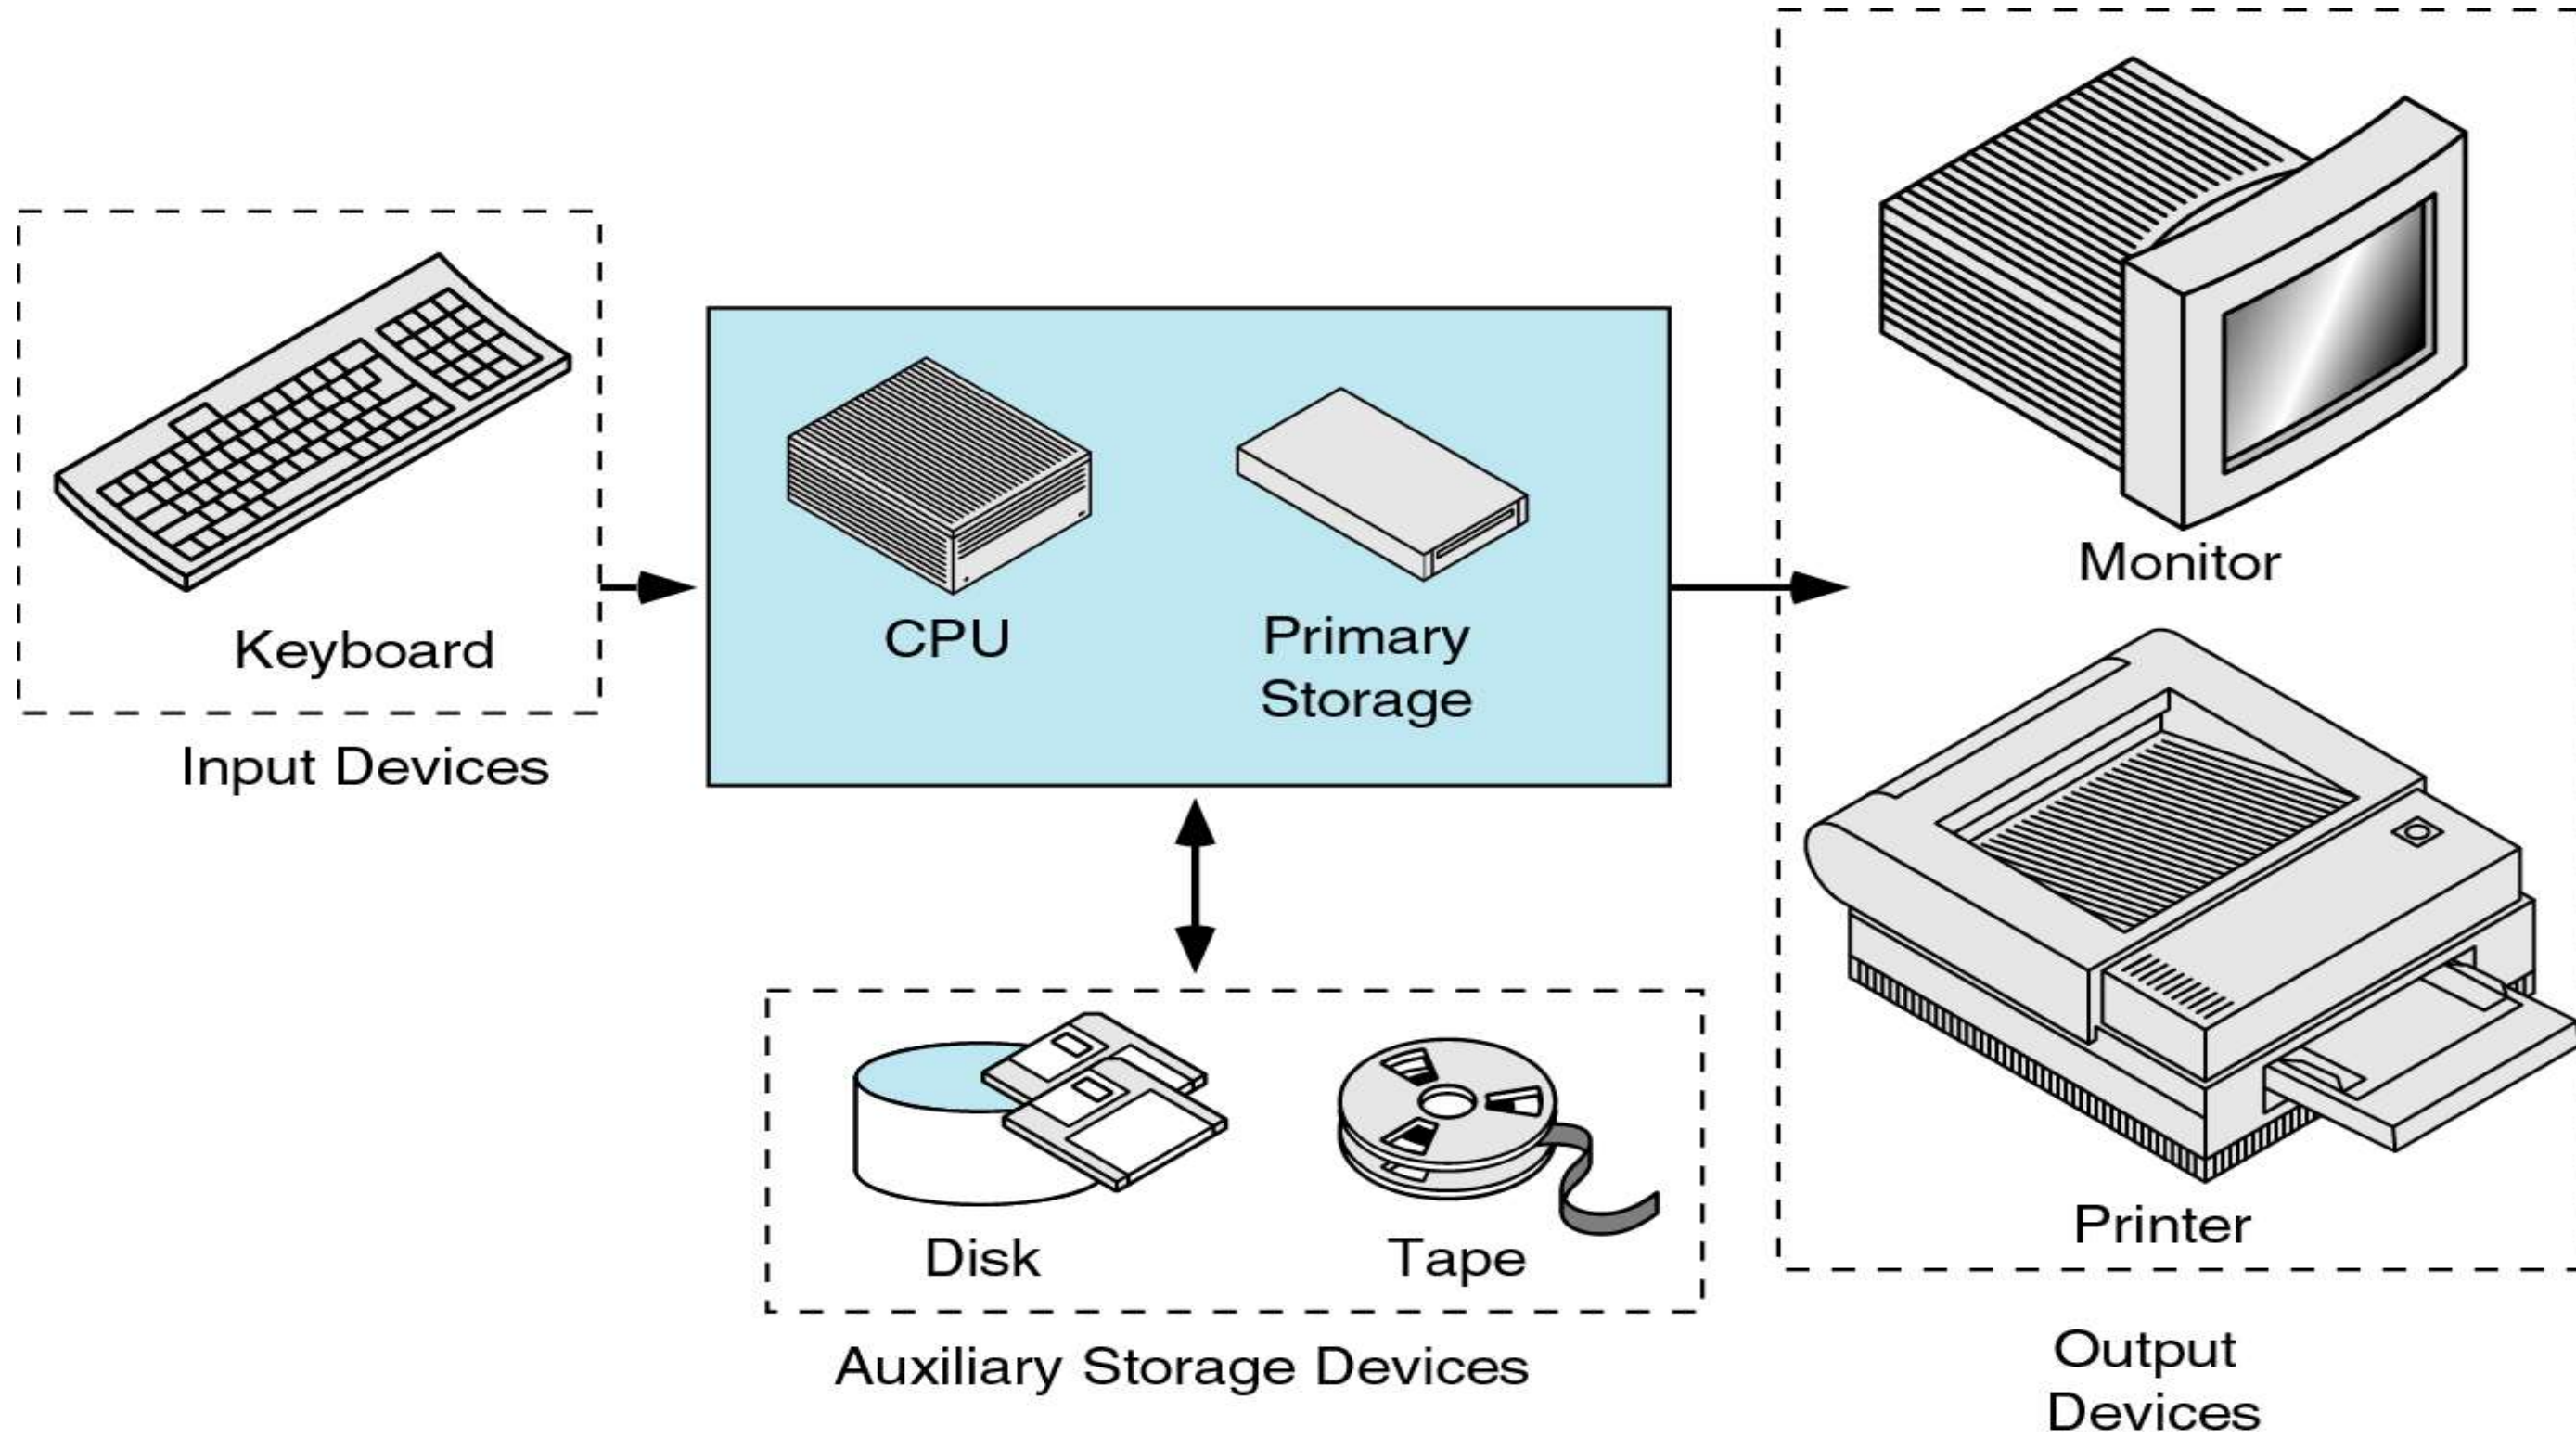 Keyboard
Input Devices
CPU
Primary
Storage
Disk
Tape
Auxiliary Storage Devices
Monitor
Printer
Output
Devices